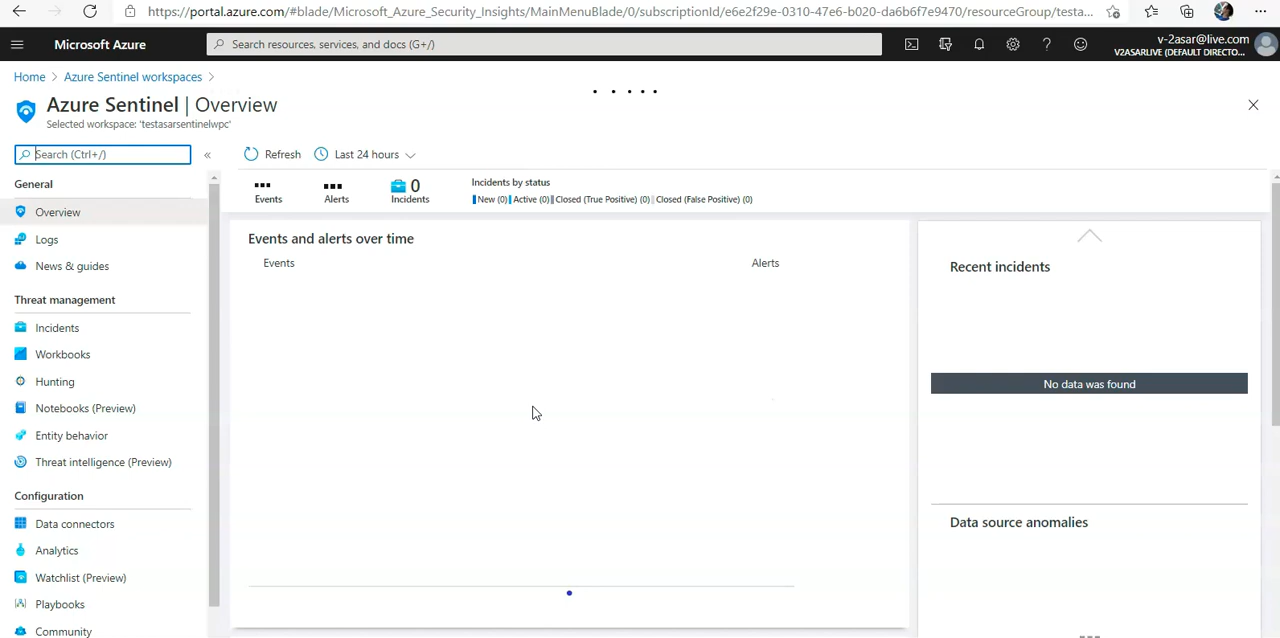 https://portal.azure.com/#blade/Microsoft_Azure_Security_Insights/MainMenuBlade/0/subscriptionId/e6e2f29e-0310-47e6-b020-da6b6f7e9470/resourceGroup/testa...
Microsoft Azure
Search resources, services, and docs (G+/)
v-2asar@live.com
V2ASARLIVE (DEFAULT DIRECTO...
Home > Azure Sentinel workspaces >
Azure Sentinel | Overview
Selected workspace: 'testasarsentinelwpc'
Search (Ctrl+/)
«
Refresh
Last 24 hours
General
Overview
Logs
News & guides
Threat management
Incidents
Workbooks
Hunting
Notebooks (Preview)
Entity behavior
Threat intelligence (Preview)
Configuration
Data connectors
Analytics
Watchlist (Preview)
Playbooks
Community
Events
Alerts
0
Incidents
Incidents by status
New (0) Active (0) Closed (True Positive) (0) Closed (False Positive) (0)
Events and alerts over time
Events
Alerts
Recent incidents
No data was found
Data source anomalies